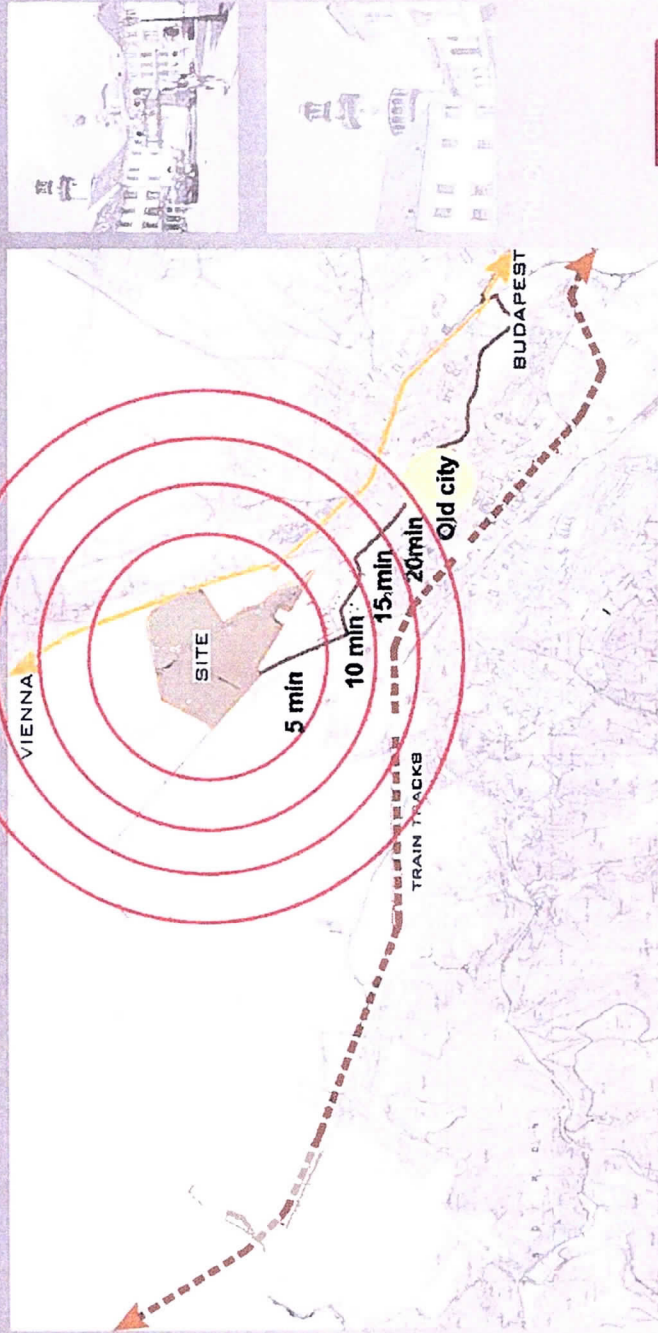 VIENNA
SITE
5 min
10 min
15 min
20min
Old city
BUDAPEST
TRAIN TRACKS